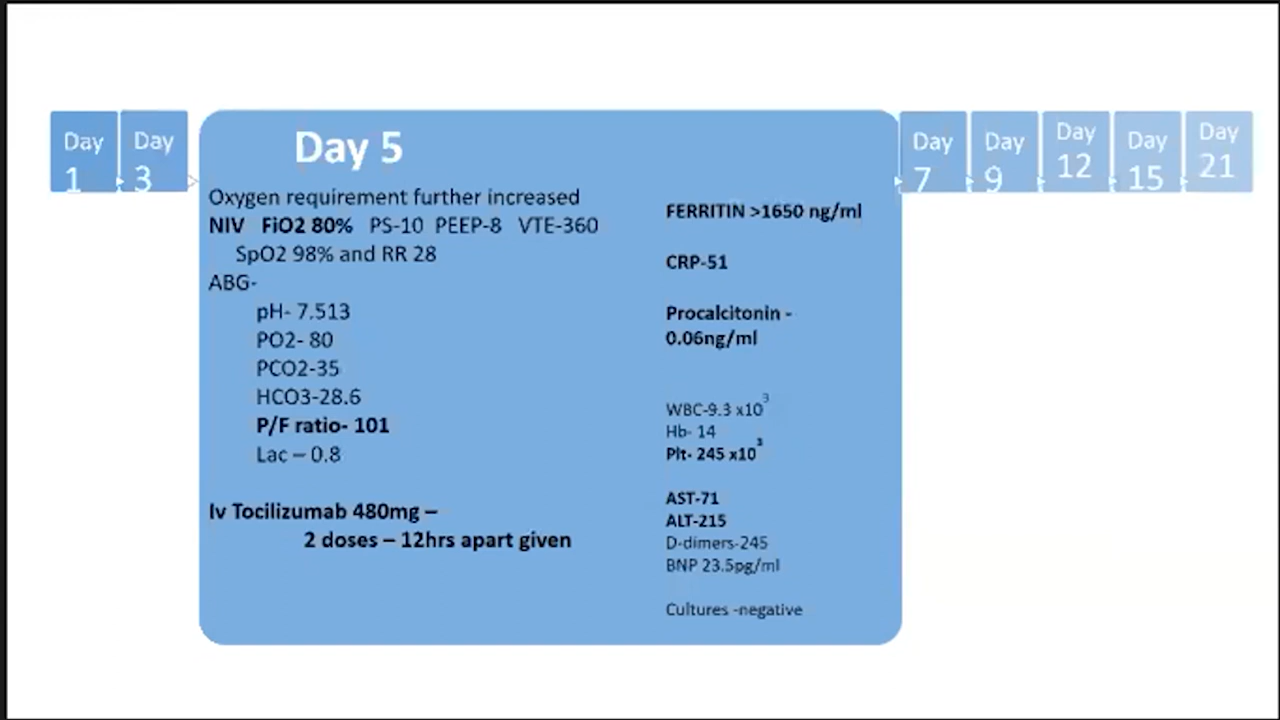 Day
1
Day
3
Day 5
Oxygen requirement further increased
NIV FiO2 80% PS-10 PEEP-8 VTE-360
SpO2 98% and RR 28
ABG-
pH- 7.513
PO2- 80
PCO2-35
HCO3-28.6
P/F ratio- 101
Lac – 0.8
Iv Tocilizumab 480mg –
2 doses – 12hrs apart given
FERRITIN >1650 ng/ml
CRP-51
Procalcitonin -
0.06ng/ml
WBC-9.3 x10³
Hb- 14
Plt- 245 x10³
AST-71
ALT-215
D-dimers-245
BNP 23.5pg/ml
Cultures -negative
Day
7
Day
9
Day
12
Day
15
Day
21